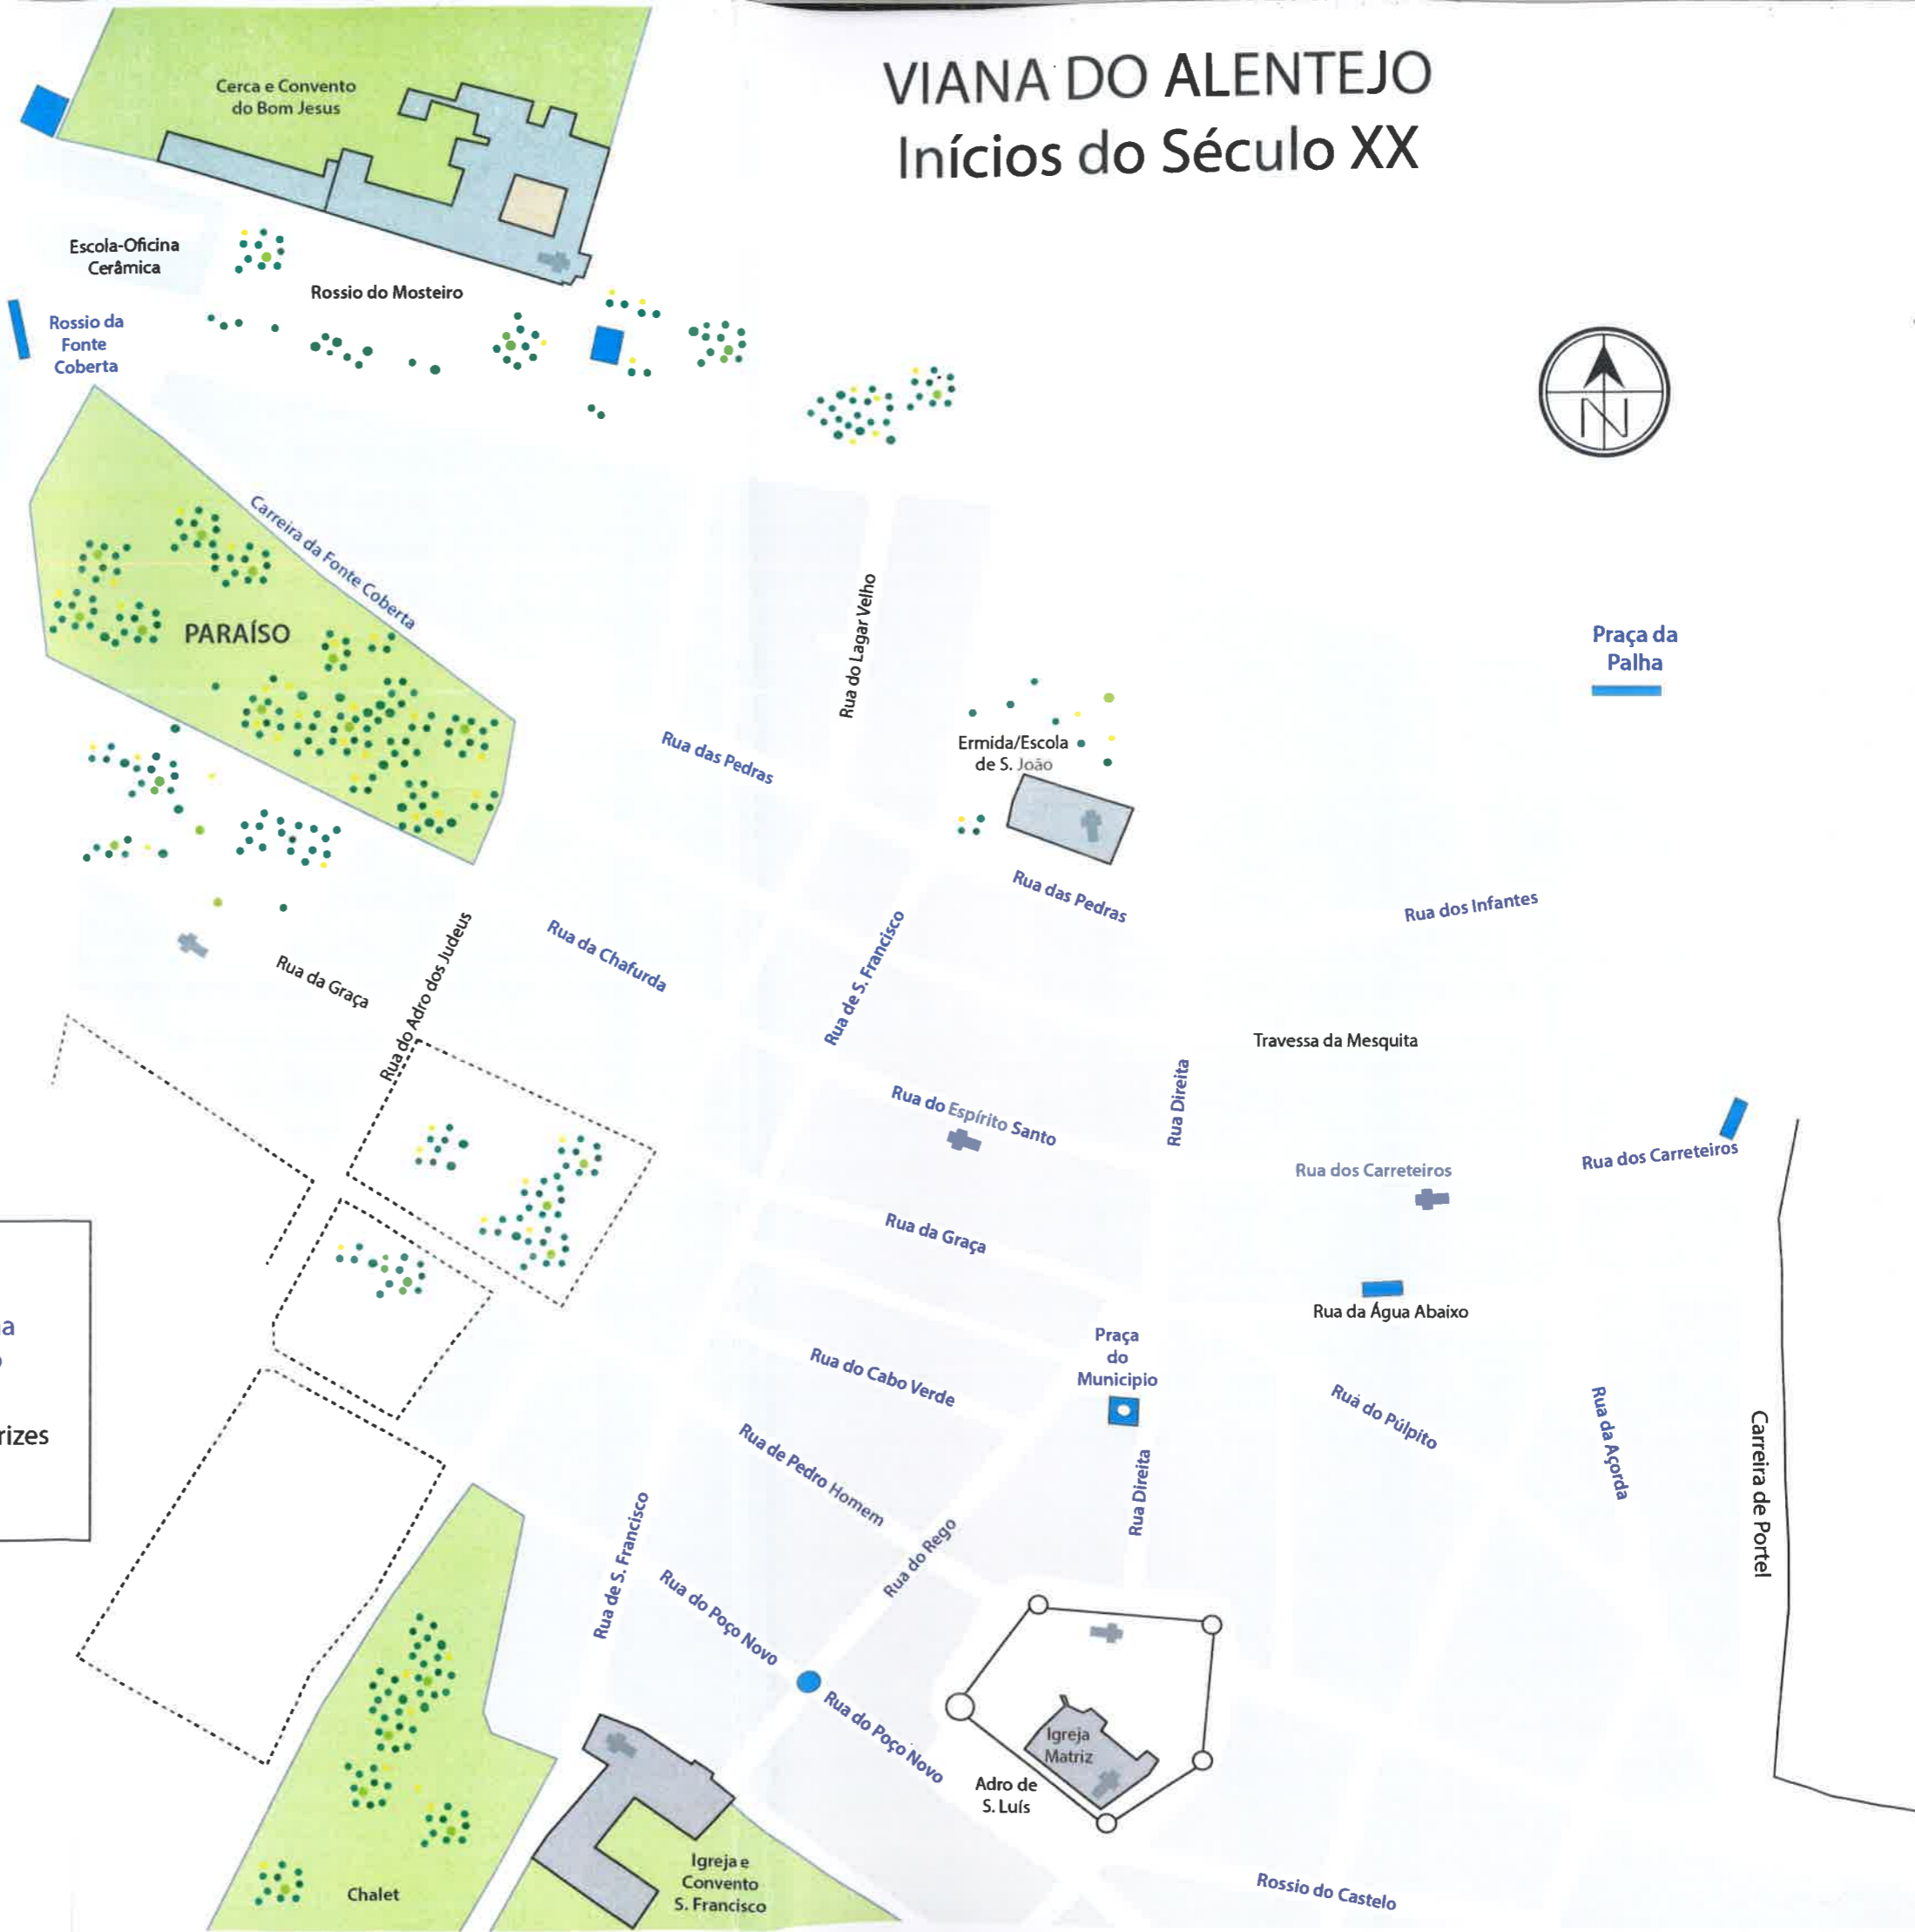 VIANA DO ALENTEJO
Inícios do Século XX
Cerca e Convento
do Bom Jesus
Escola-Oficina
Cerâmica
Rossio do Mosteiro
Rossio da
Fonte
Coberta
N
Carreira da Fonte Coberta
PARAÍSO
Rua do Lagar Velho
Praça da
Palha
Rua das Pedras
Ermida/Escola
de S. João
Rua das Pedras
Rua dos Infantes
Rua da Chafurda
Rua do Adro dos Judeus
Rua da Graça
Rua de S. Francisco
Travessa da Mesquita
Rua Direita
Rua do Espírito Santo
Rua dos Carreteiros
Rua dos Carreteiros
Rua da Graça
Rua da Água Abaixo
Praça
do
Municipio
Rua do Cabo Verde
Rua do Púlpito
Rua da Açorda
Carreira de Portel
rizes
Rua de Pedro Homem
Rua Direita
Rua de S. Francisco
Rua do Rego
Rua do Poço Novo
Rua do Poço Novo
Igreja
Matriz
Adro de
S. Luís
Igreja e
Convento
S. Francisco
Chalet
Rossio do Castelo